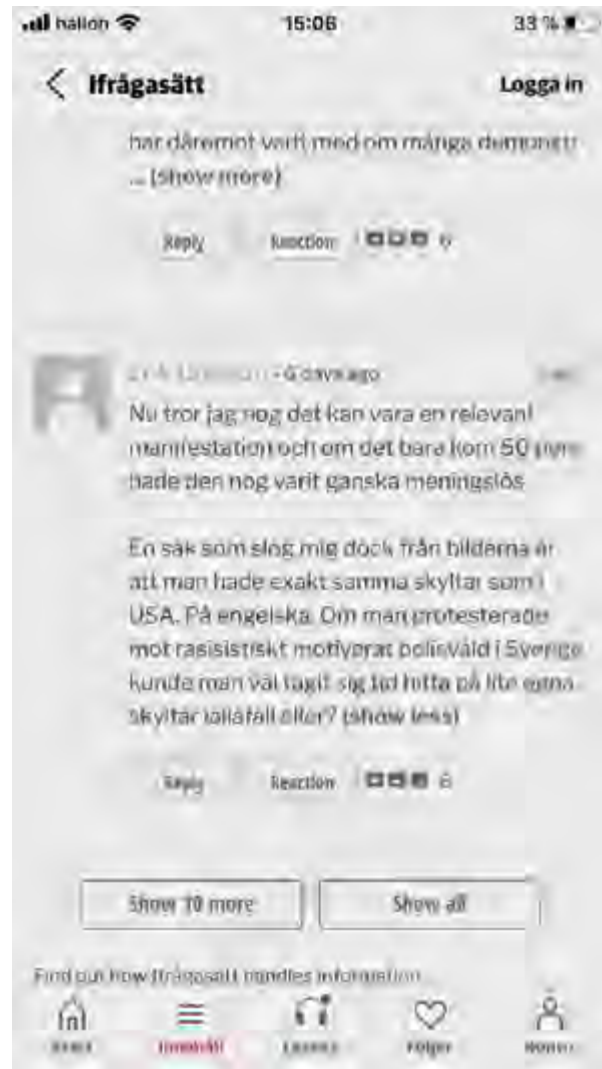 hallon 15:06 33 %
Ifrågasätt Logga in
har däremot varit med om många demonstr
... (show more)
Reply Reaction
- 6 days ago
Nu tror jag nog det kan vara en relevant
manifestation och om det bara kom 50 pers
hade den nog varit ganska meningslös
En sak som slog mig dock från bilderna är
att man hade exakt samma skyltar som i
USA. På engelska. Om man protesterade
mot rasisistiskt motiverat polisvåld i Sverige
kunde man väl tagit sig tid hitta på lite egna
skyltar iallafall eller? (show less)
Reply Reaction
Show 10 more Show all
Find out how Ifrågasätt handles information
Innehåll Lyssna Följer